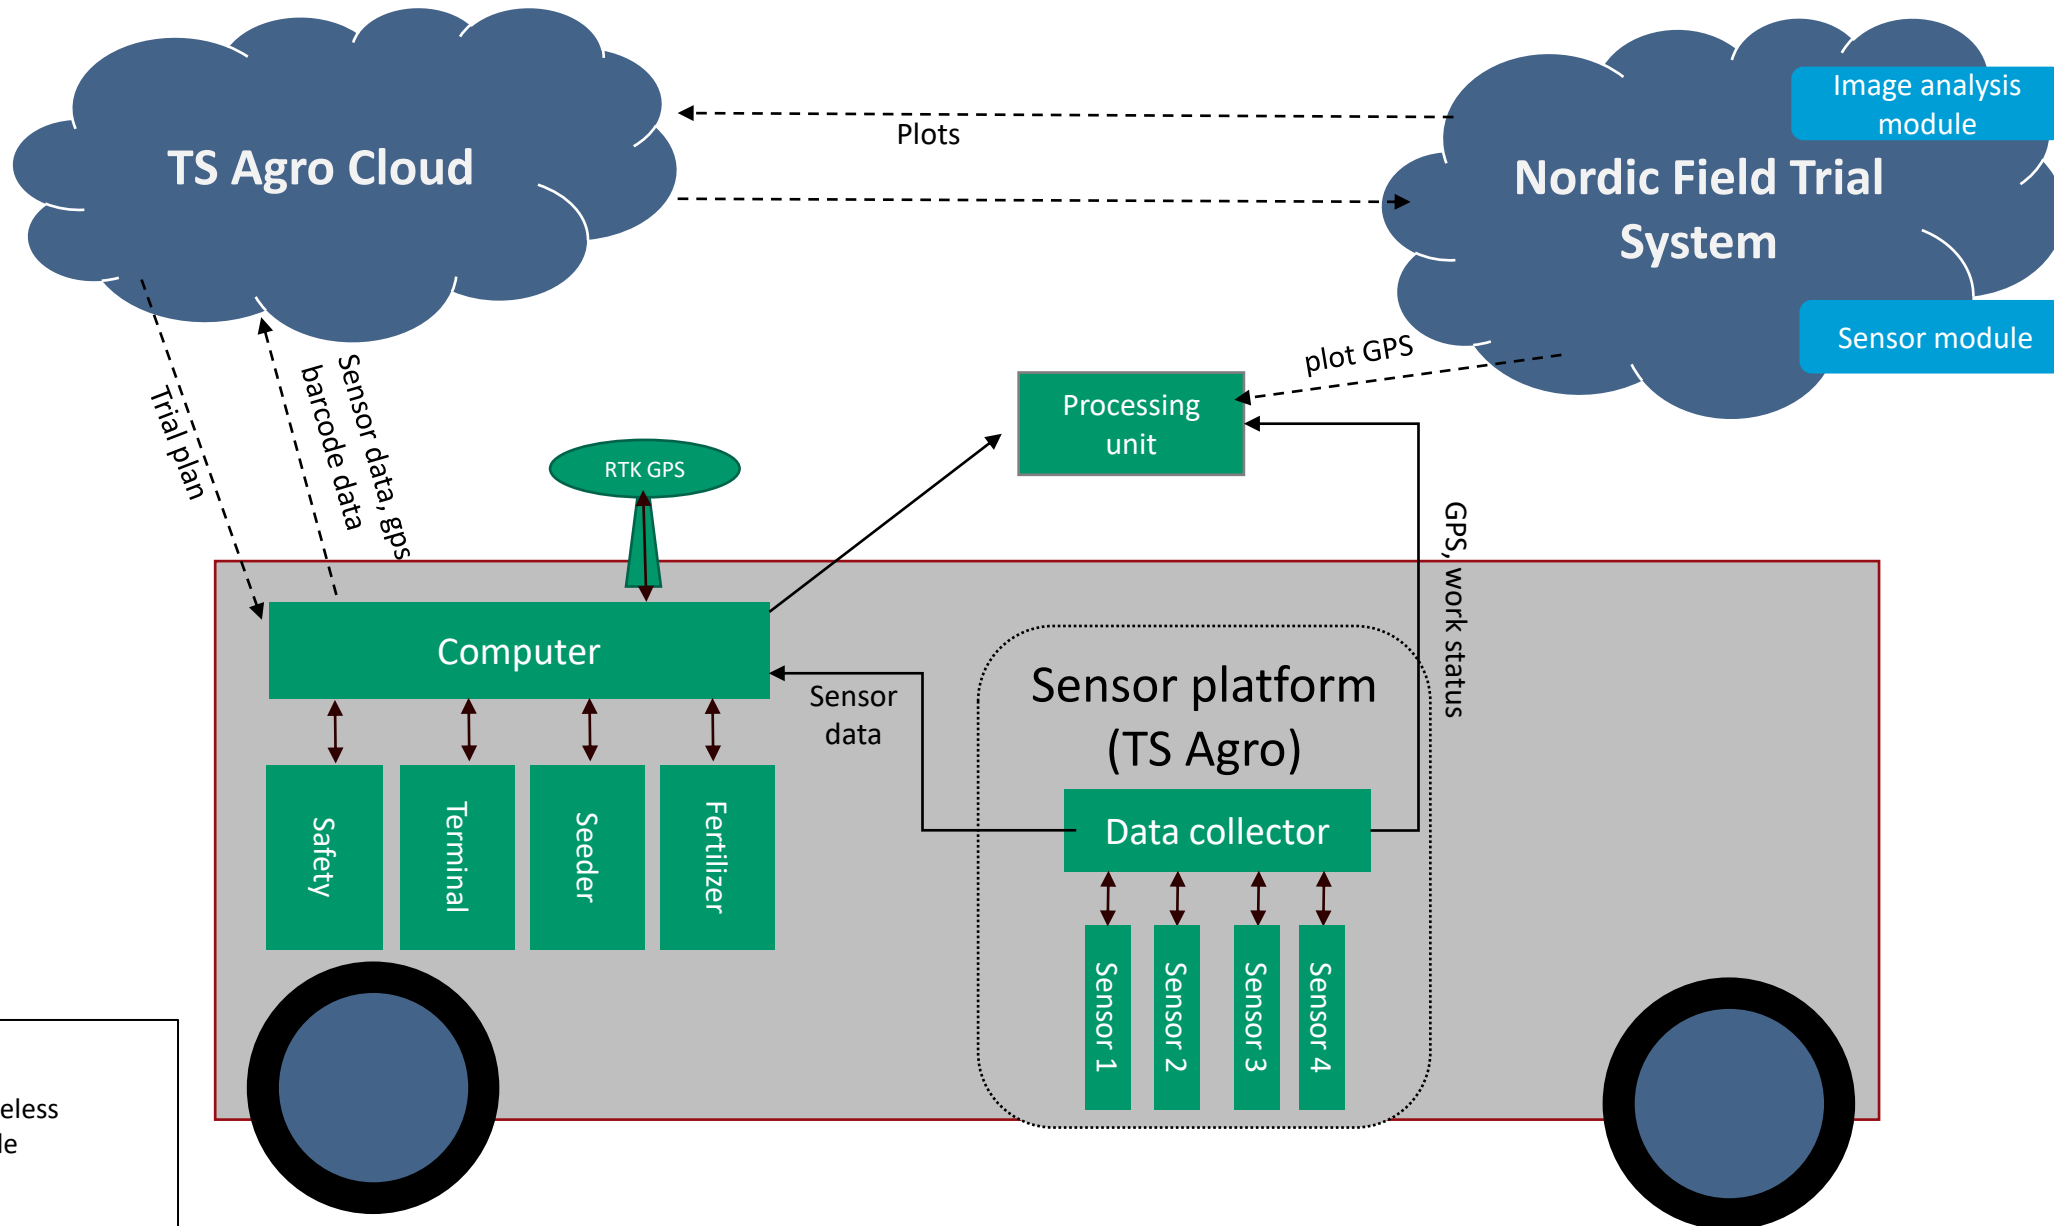 Image analysis
module
TS Agro Cloud
Plots
Nordic Field Trial
System
Sensor module
plot GPS
Trial plan
Sensor data, gps
barcode data
Processing
unit
RTK GPS
GPS, work status
Computer
Sensor
data
Sensor platform
(TS Agro)
Data collector
Safety
Terminal
Seeder
Fertilizer
Sensor 1
Sensor 2
Sensor 3
Sensor 4